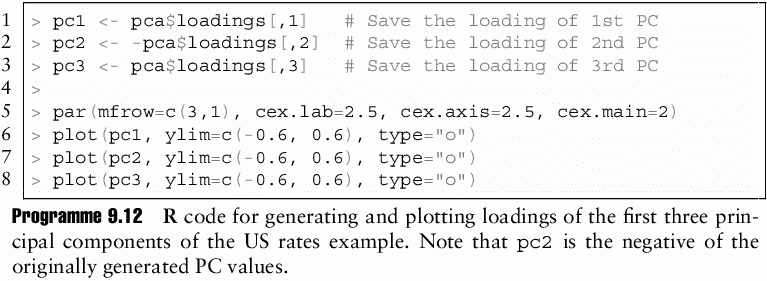 1 > pc1 <- pca$loadings[,1]   # Save the loading of 1st PC
2 > pc2 <- -pca$loadings[,2]  # Save the loading of 2nd PC
3 > pc3 <- pca$loadings[,3]   # Save the loading of 3rd PC
4 >
5 > par(mfrow=c(3,1), cex.lab=2.5, cex.axis=2.5, cex.main=2)
6 > plot(pc1, ylim=c(-0.6, 0.6), type="o")
7 > plot(pc2, ylim=c(-0.6, 0.6), type="o")
8 > plot(pc3, ylim=c(-0.6, 0.6), type="o")
Programme 9.12 R code for generating and plotting loadings of the first three prin-
cipal components of the US rates example. Note that pc2 is the negative of the
originally generated PC values.